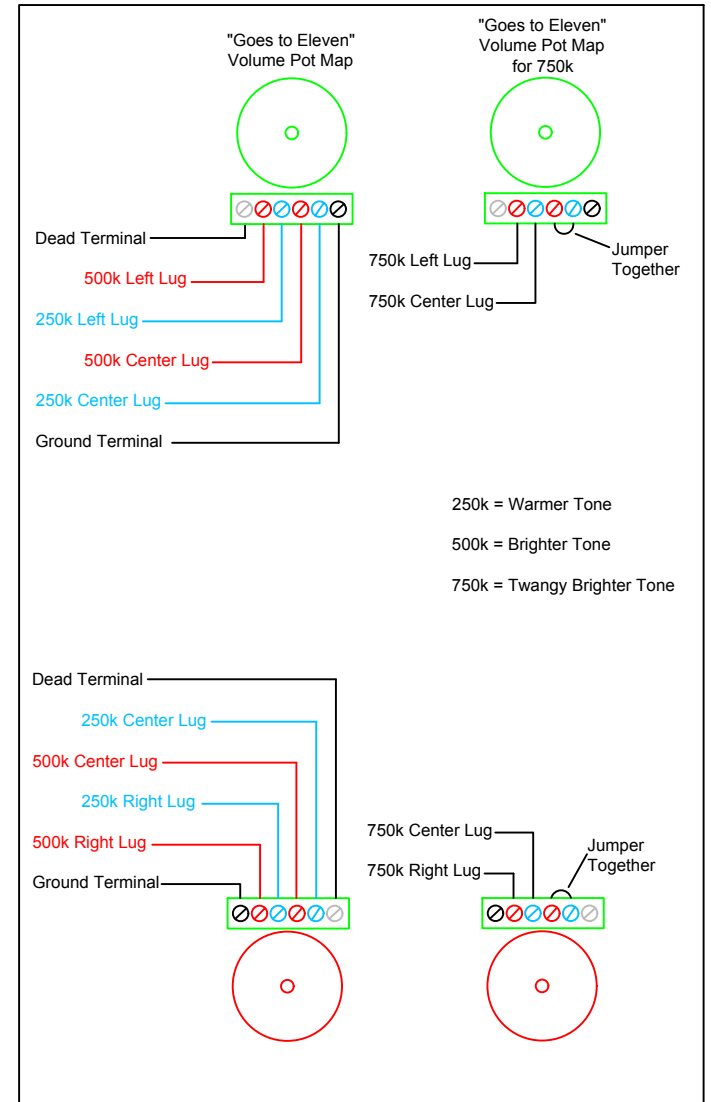 "Goes to Eleven"
Volume Pot Map
"Goes to Eleven"
Volume Pot Map
for 750k
Dead Terminal
500k Left Lug
250k Left Lug
500k Center Lug
250k Center Lug
Ground Terminal
750k Left Lug
750k Center Lug
Jumper
Together
250k = Warmer Tone
500k = Brighter Tone
750k = Twangy Brighter Tone
Dead Terminal
250k Center Lug
500k Center Lug
250k Right Lug
500k Right Lug
Ground Terminal
750k Center Lug
750k Right Lug
Jumper
Together